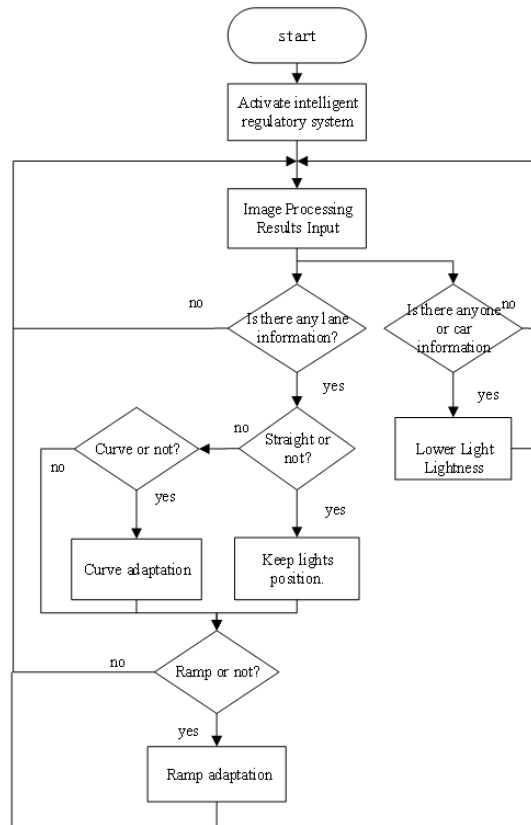 start
Activate intelligent
regulatory system
Image Processing
Results Input
no
Is there any lane
information?
Is there anyone
or car
information
no
yes
yes
Curve or not?
no
Straight or
not?
Lower Light
Lightness
no
yes
yes
Curve adaptation
Keep lights
position.
no
Ramp or not?
yes
Ramp adaptation